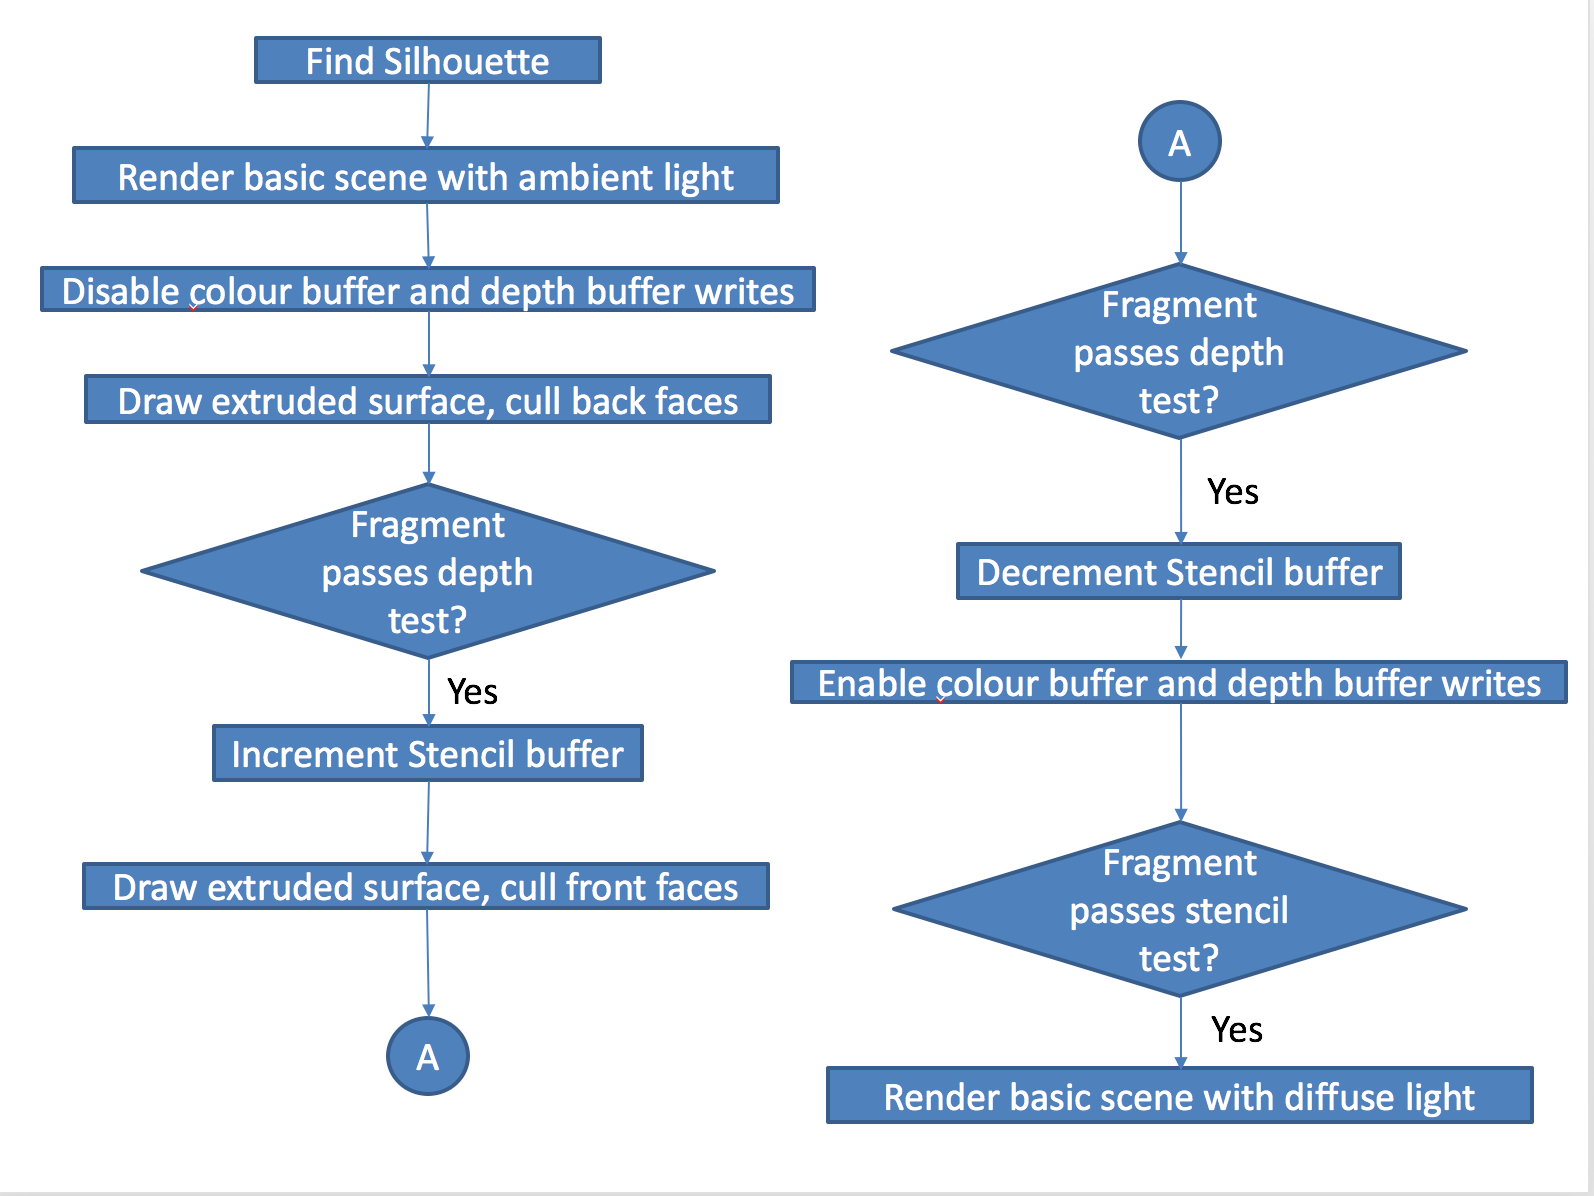 Find Silhouette
Render basic scene with ambient light
Disable colour buffer and depth buffer writes
Draw extruded surface, cull back faces
Fragment
passes depth
test?
Yes
Increment Stencil buffer
Draw extruded surface, cull front faces
A
A
Fragment
passes depth
test?
Yes
Decrement Stencil buffer
Enable colour buffer and depth buffer writes
Fragment
passes stencil
test?
Yes
Render basic scene with diffuse light